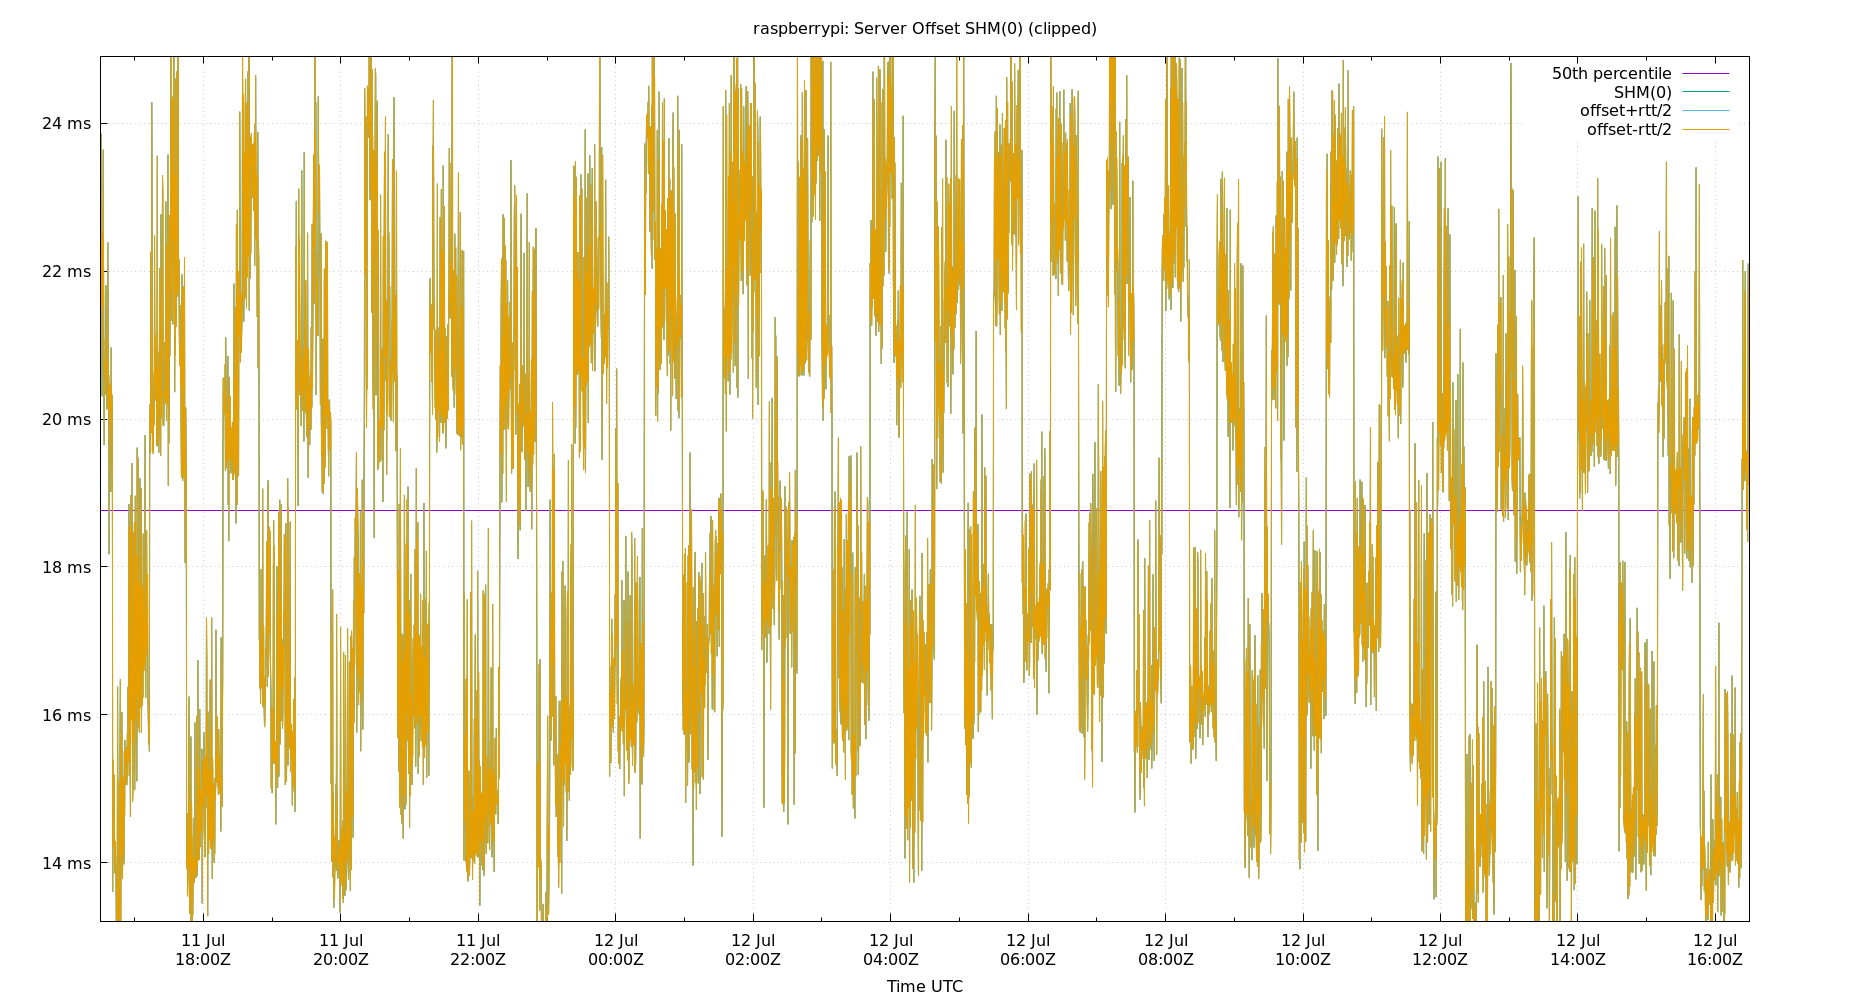 raspberrypi: Server Offset SHM(0) (clipped)
50th percentile
SHM(0)
offset+rtt/2
offset-rtt/2
24 ms
22 ms
20 ms
18 ms
16 ms
14 ms
11 Jul 11 Jul 11 Jul 12 Jul 12 Jul 12 Jul 12 Jul 12 Jul 12 Jul 12 Jul 12 Jul 12 Jul
18:00Z 20:00Z 22:00Z 00:00Z 02:00Z 04:00Z 06:00Z 08:00Z 10:00Z 12:00Z 14:00Z 16:00Z
Time UTC